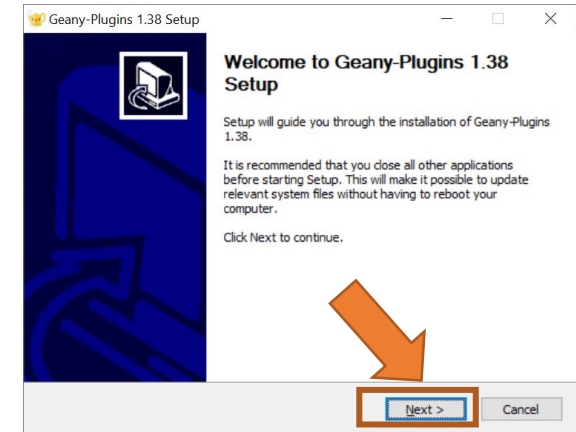 Geany-Plugins 1.38 Setup
Welcome to Geany-Plugins 1.38
Setup
Setup will guide you through the installation of Geany-Plugins
1.38.
It is recommended that you close all other applications
before starting Setup. This will make it possible to update
relevant system files without having to reboot your
computer.
Click Next to continue.
Next >
Cancel